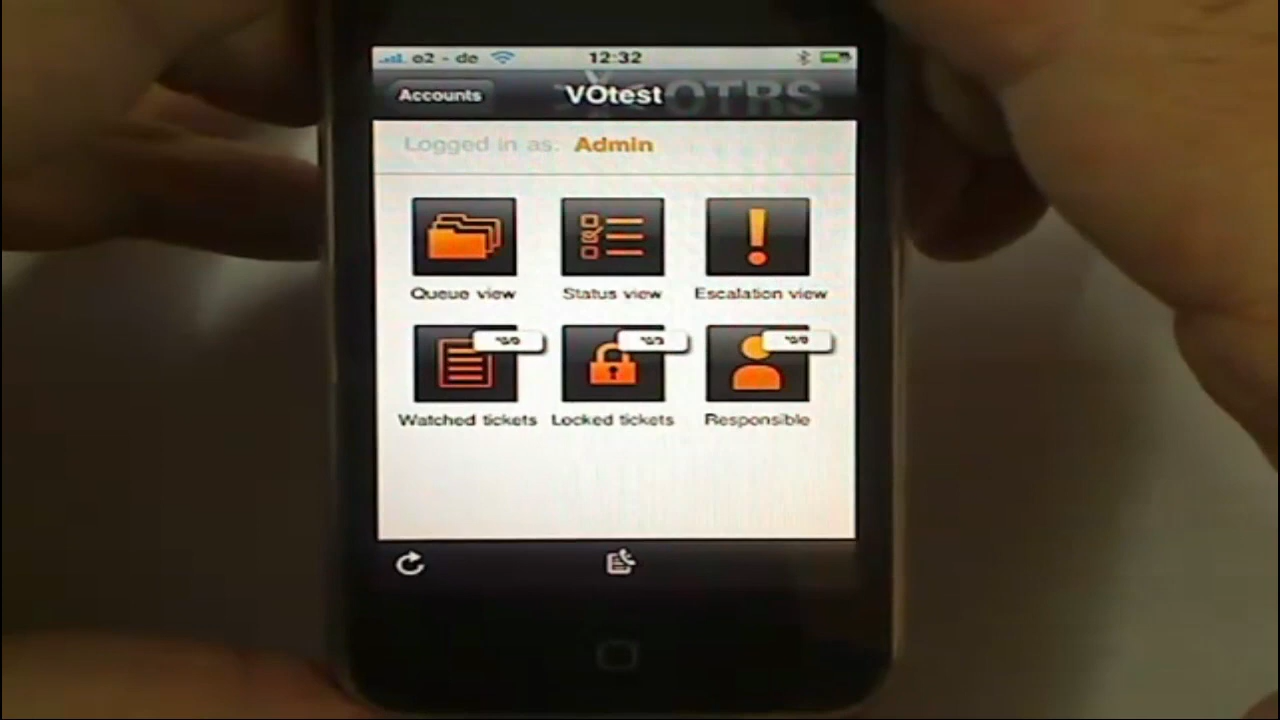 o2 - de 12:32
Accounts VOtest OTRS
Logged in as: Admin
Queue view Status view Escalation view
Watched tickets Locked tickets Responsible